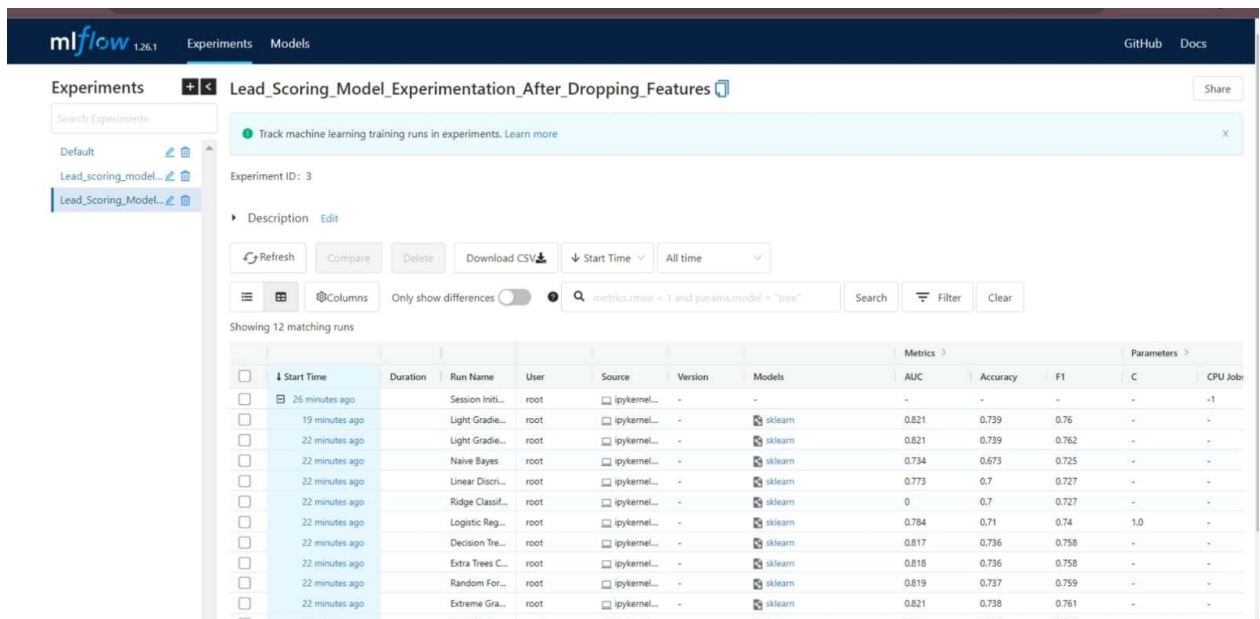 mlflow 1.26.1 Experiments Models GitHub Docs
Experiments + <
Search Experiments
Default
Lead_scoring_model...
Lead_Scoring_Model...
Lead_Scoring_Model_Experimentation_After_Dropping_Features
Share
Track machine learning training runs in experiments. Learn more X
Experiment ID: 3
Description Edit
Refresh Compare Delete Download CSV Start Time All time
Columns Only show differences metrics.rmse < 1 and params.model = "tree" Search Filter Clear
Showing 12 matching runs
Metrics Parameters
Start Time Duration Run Name User Source Version Models AUC Accuracy F1 C CPU Jobs
26 minutes ago Session Initi... root ipykernel... - - - - - - -1
19 minutes ago Light Gradie... root ipykernel... - sklearn 0.821 0.739 0.76 - -
22 minutes ago Light Gradie... root ipykernel... - sklearn 0.821 0.739 0.762 - -
22 minutes ago Naive Bayes root ipykernel... - sklearn 0.734 0.673 0.725 - -
22 minutes ago Linear Discri... root ipykernel... - sklearn 0.773 0.7 0.727 - -
22 minutes ago Ridge Classif... root ipykernel... - sklearn 0 0.7 0.727 - -
22 minutes ago Logistic Reg... root ipykernel... - sklearn 0.784 0.71 0.74 1.0 -
22 minutes ago Decision Tre... root ipykernel... - sklearn 0.817 0.736 0.758 - -
22 minutes ago Extra Trees C... root ipykernel... - sklearn 0.818 0.736 0.758 - -
22 minutes ago Random For... root ipykernel... - sklearn 0.819 0.737 0.759 - -
22 minutes ago Extreme Gra... root ipykernel... - sklearn 0.821 0.738 0.761 - -